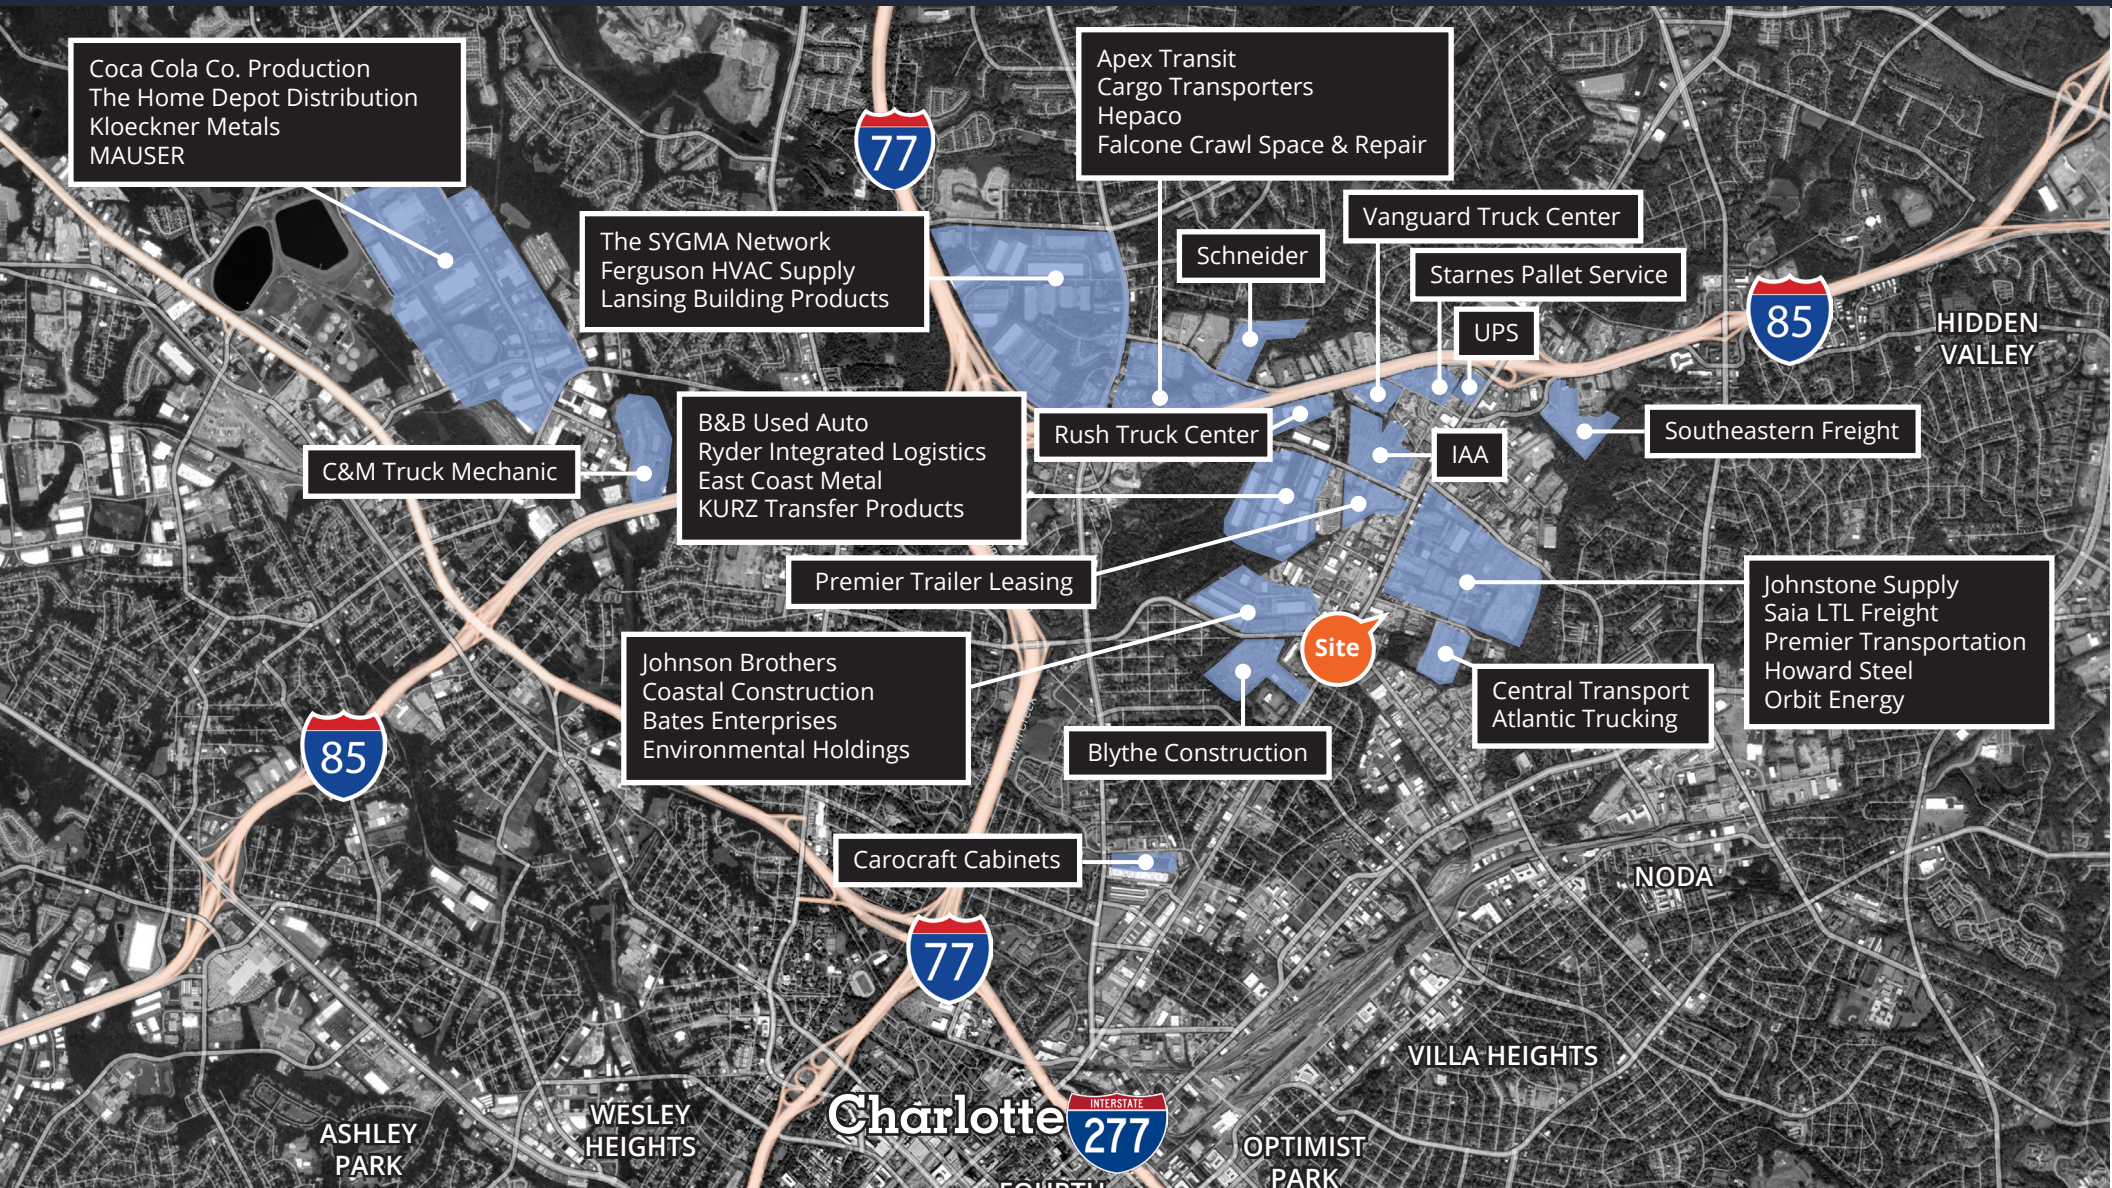 Coca Cola Co. Production
The Home Depot Distribution
Kloeckner Metals
MAUSER
77
Apex Transit
Cargo Transporters
Hepaco
Falcone Crawl Space & Repair
The SYGMA Network
Ferguson HVAC Supply
Lansing Building Products
Schneider
Vanguard Truck Center
Starnes Pallet Service
UPS
85
HIDDEN
VALLEY
C&M Truck Mechanic
B&B Used Auto
Ryder Integrated Logistics
East Coast Metal
KURZ Transfer Products
Rush Truck Center
IAA
Southeastern Freight
Premier Trailer Leasing
Johnstone Supply
Saia LTL Freight
Premier Transportation
Howard Steel
Orbit Energy
Johnson Brothers
Coastal Construction
Bates Enterprises
Environmental Holdings
Site
Central Transport
Atlantic Trucking
Blythe Construction
85
Carocraft Cabinets
NODA
77
VILLA HEIGHTS
Charlotte
INTERSTATE
277
WESLEY
HEIGHTS
ASHLEY
PARK
OPTIMIST
PARK